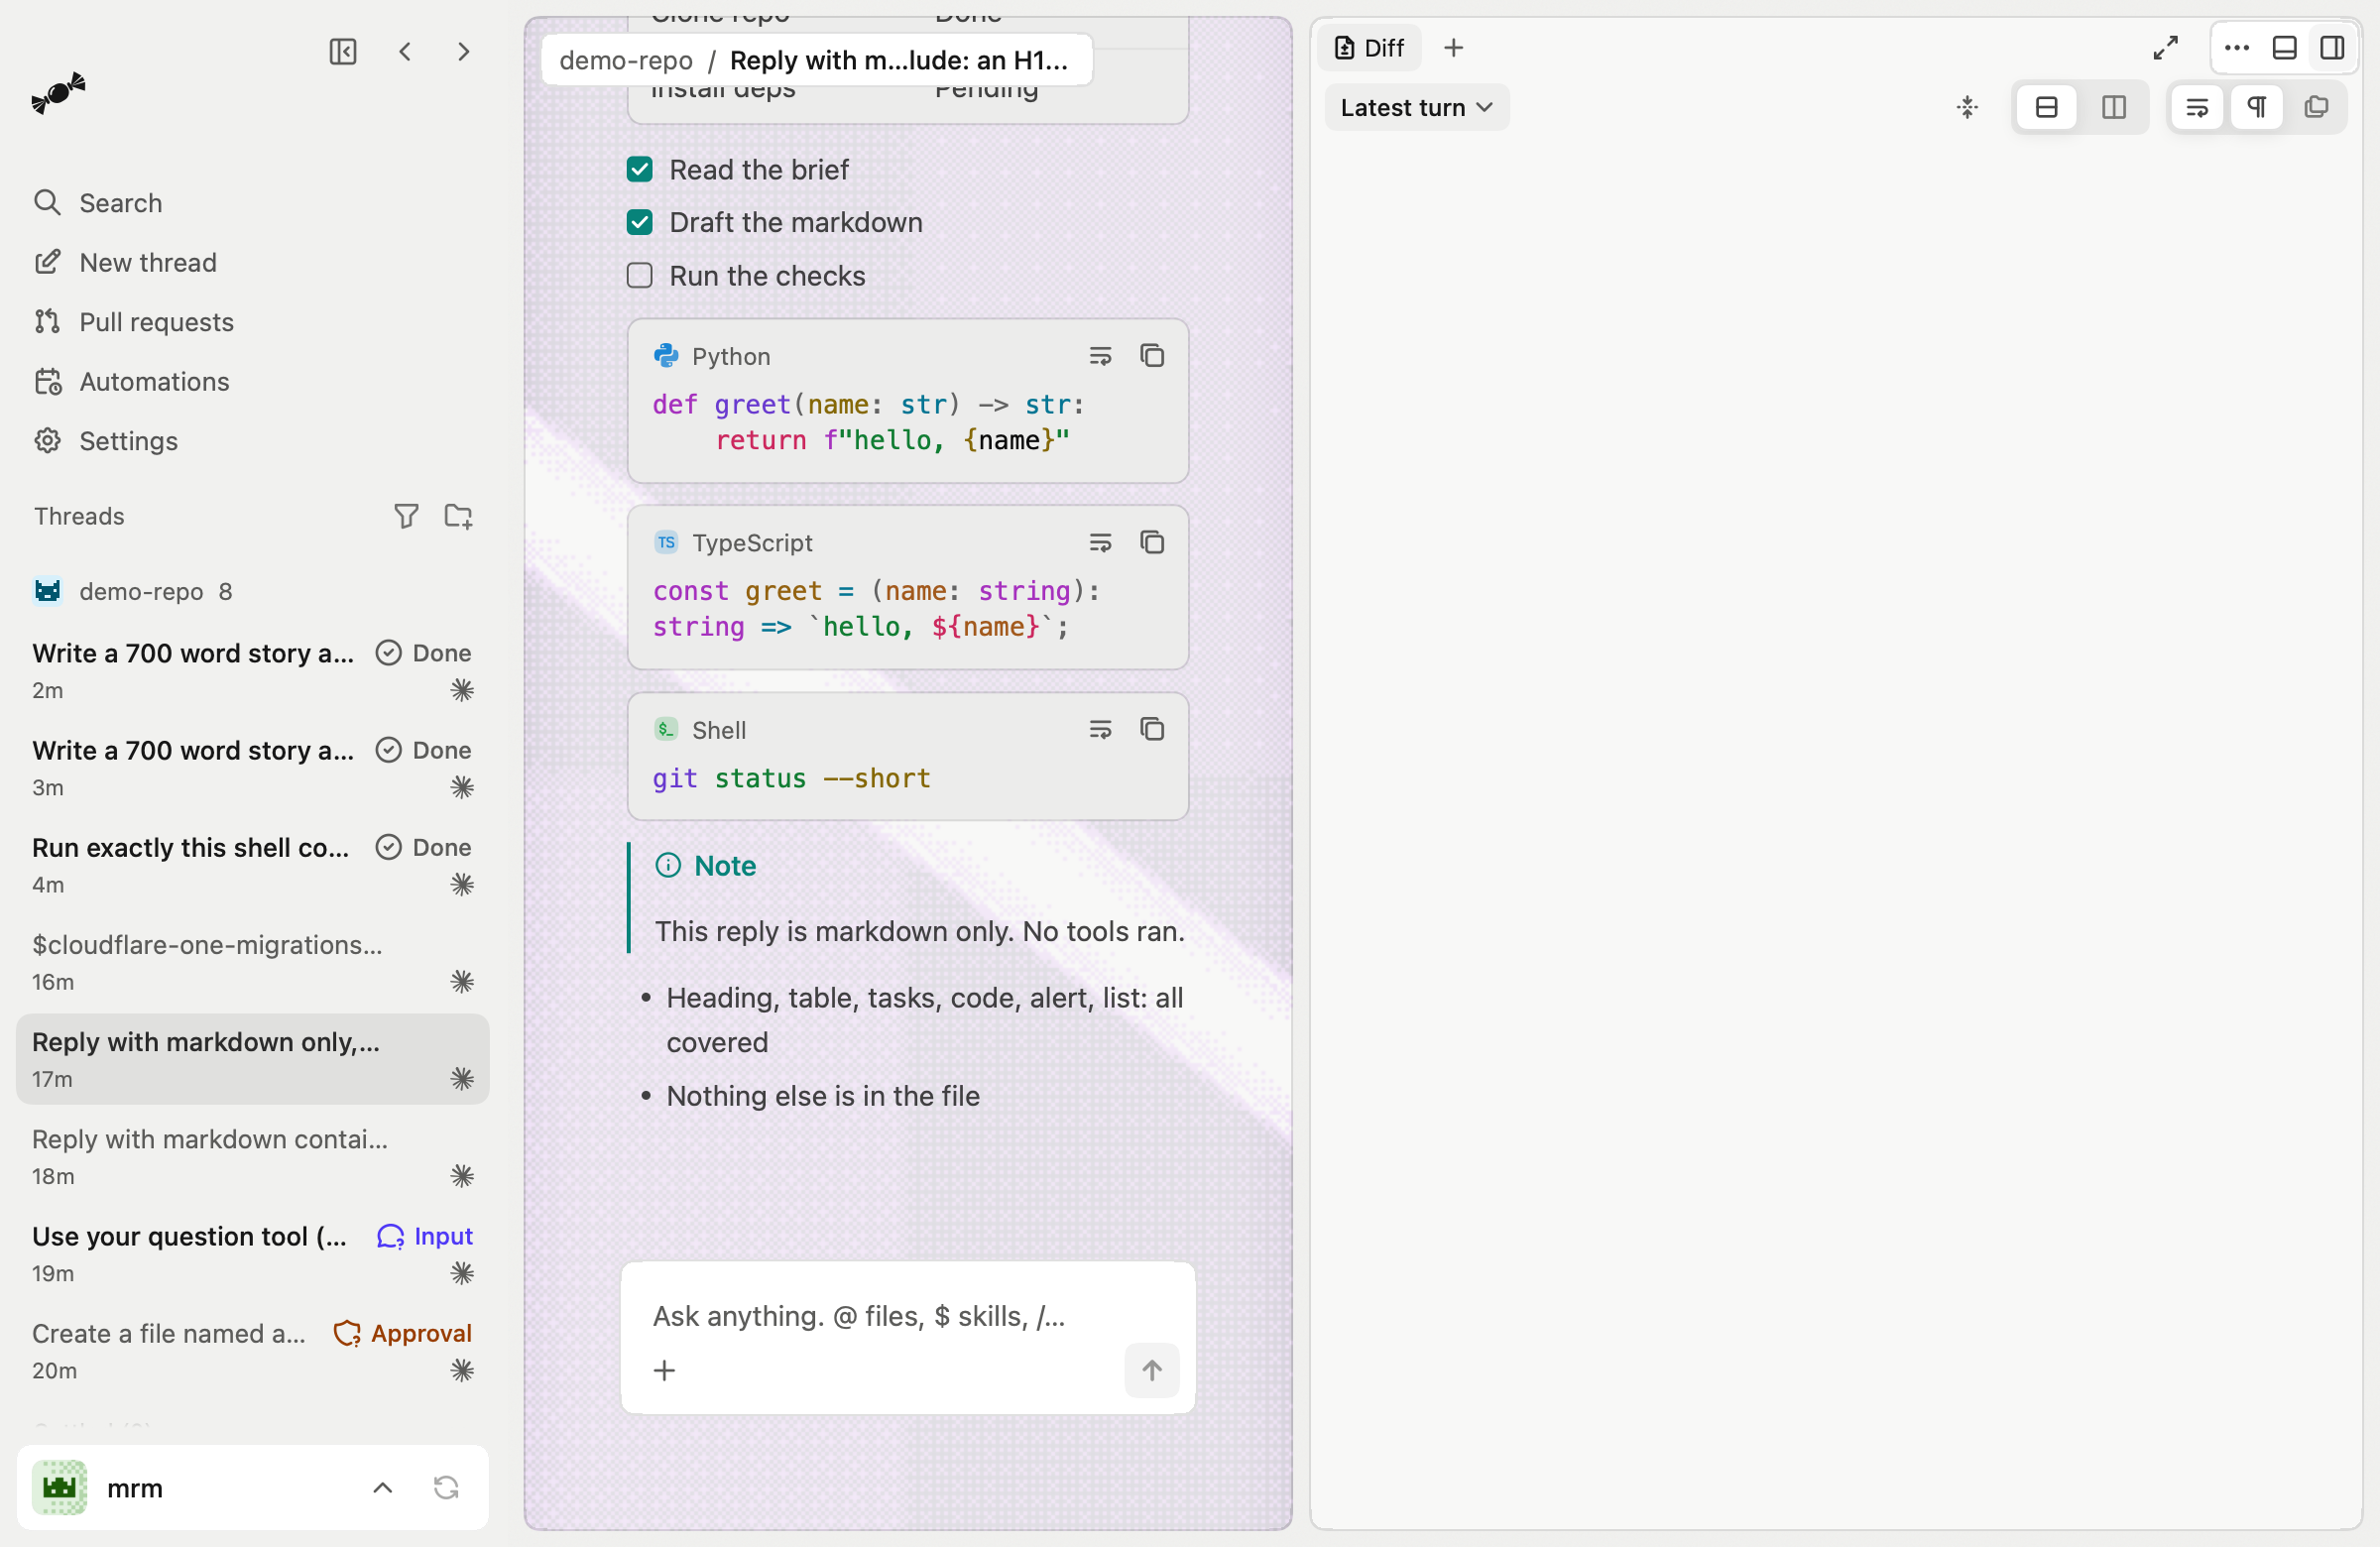 Search
New thread
Pull requests
Automations
Settings
Threads
demo-repo 8
Write a 700 word story a... Done
2m
Write a 700 word story a... Done
3m
Run exactly this shell co... Done
4m
$cloudflare-one-migrations...
16m
Reply with markdown only,...
17m
Reply with markdown contai...
18m
Use your question tool (... Input
19m
Create a file named a... Approval
20m
mrm
Clone repo Done
demo-repo / Reply with m...lude: an H1...
Install deps Pending
Read the brief
Draft the markdown
Run the checks
Python
def greet(name: str) -> str:
return f"hello, {name}"
TS TypeScript
const greet = (name: string):
string => `hello, ${name}`;
$_ Shell
git status --short
Note
This reply is markdown only. No tools ran.
• Heading, table, tasks, code, alert, list: all
covered
• Nothing else is in the file
Ask anything. @ files, $ skills, /...
Diff
Latest turn